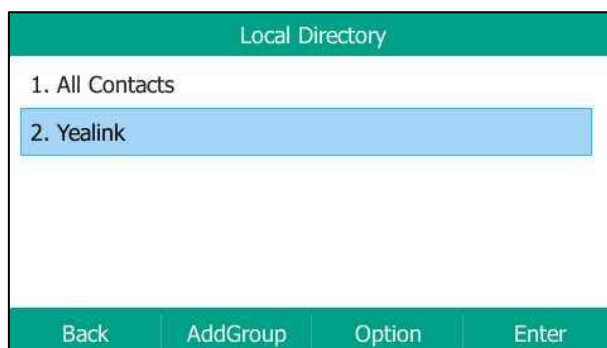 Local Directory
1. All Contacts
2. Yealink
Back AddGroup Option Enter